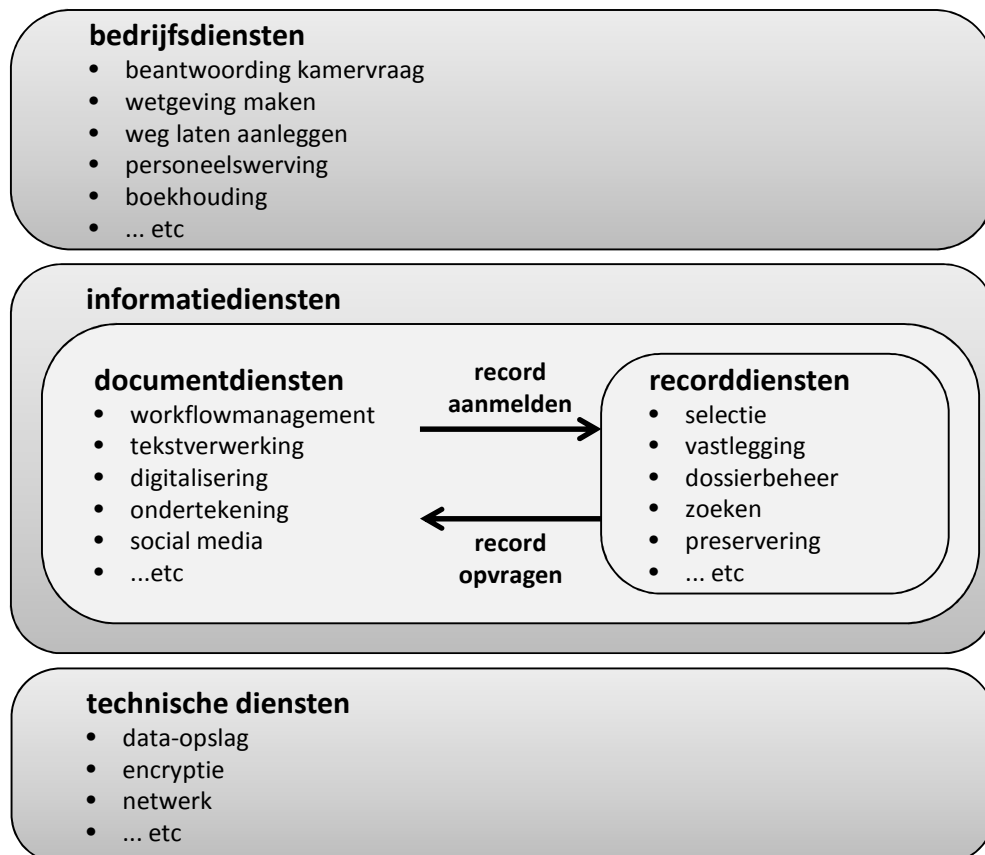 bedrijfsdiensten
• beantwoording kamervraag
• wetgeving maken
• weg laten aanleggen
• personeelswerving
• boekhouding
• ... etc
informatiediensten
documentdiensten
• workflowmanagement
• tekstverwerking
• digitalisering
• ondertekening
• social media
• ...etc
record
aanmelden
record
opvragen
recorddiensten
• selectie
• vastlegging
• dossierbeheer
• zoeken
• preservering
• ... etc
technische diensten
• data-opslag
• encryptie
• netwerk
• ... etc